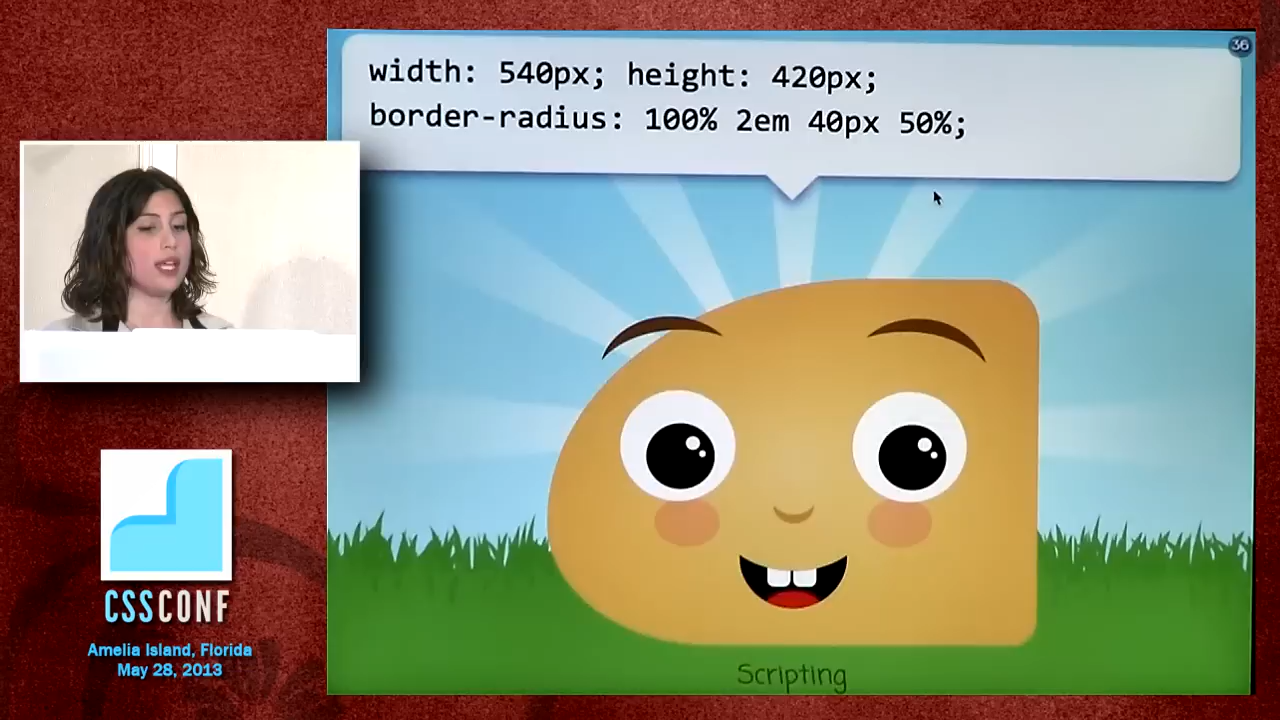 36
width: 540px; height: 420px;
border-radius: 100% 2em 40px 50%;
CSSCONF
Amelia Island, Florida
May 28, 2013
Scripting